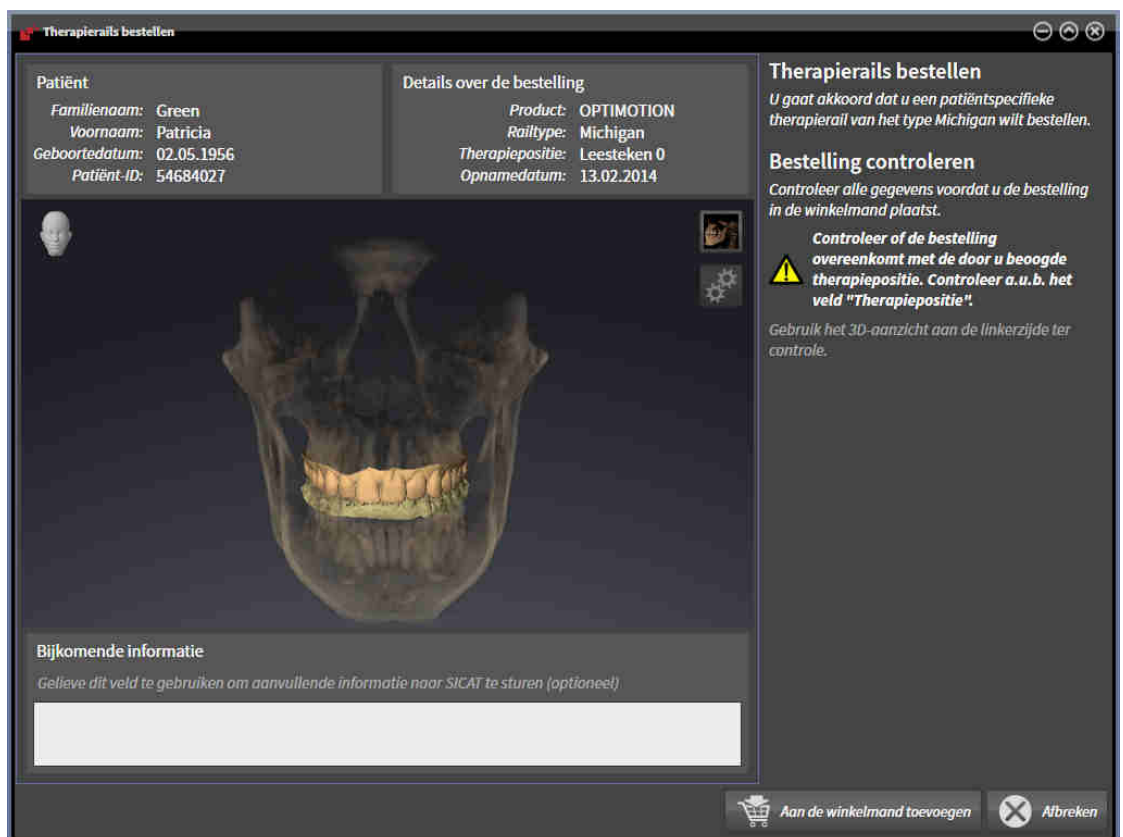 Therapierails bestellen
Patiënt
Familienaam: Green
Voornaam: Patricia
Geboortedatum: 02.05.1956
Patiënt-ID: 54684027
Details over de bestelling
Product: OPTIMOTION
Railtype: Michigan
Therapiepositie: Leesteken 0
Opnamedatum: 13.02.2014
Bijkomende informatie
Gelieve dit veld te gebruiken om aanvullende informatie naar SICAT te sturen (optioneel)
Therapierails bestellen
U gaat akkoord dat u een patiëntspecifieke
therapierail van het type Michigan wilt bestellen.
Bestelling controleren
Controleer alle gegevens voordat u de bestelling
in de winkelmand plaatst.
Controleer of de bestelling
overeenkomt met de door u beoogde
therapiepositie. Controleer a.u.b. het
veld "Therapiepositie".
Gebruik het 3D-aanzicht aan de linkerzijde ter
controle.
Aan de winkelmand toevoegen
Afbreken